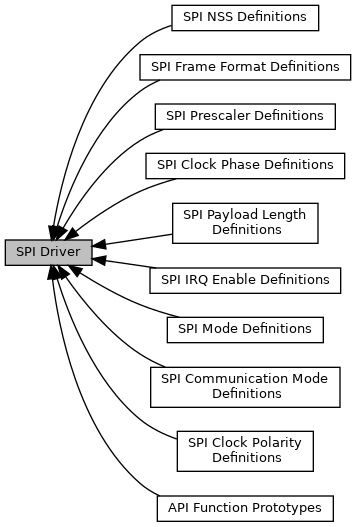 SPI NSS Definitions
SPI Frame Format Definitions
SPI Prescaler Definitions
SPI Clock Phase Definitions
SPI Payload Length
Definitions
SPI Driver
SPI IRQ Enable Definitions
SPI Mode Definitions
SPI Communication Mode
Definitions
SPI Clock Polarity
Definitions
API Function Prototypes